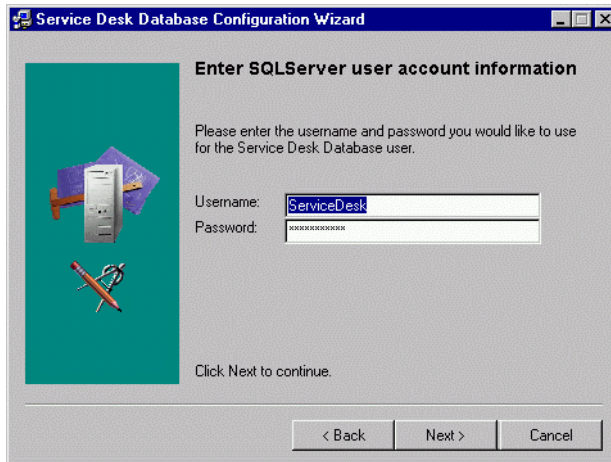 Service Desk Database Configuration Wizard
Enter SQLServer user account information
Please enter the username and password you would like to use
for the Service Desk Database user.
Username: ServiceDesk
Password: xxxxxxxxxxx
Click Next to continue.
< Back Next > Cancel